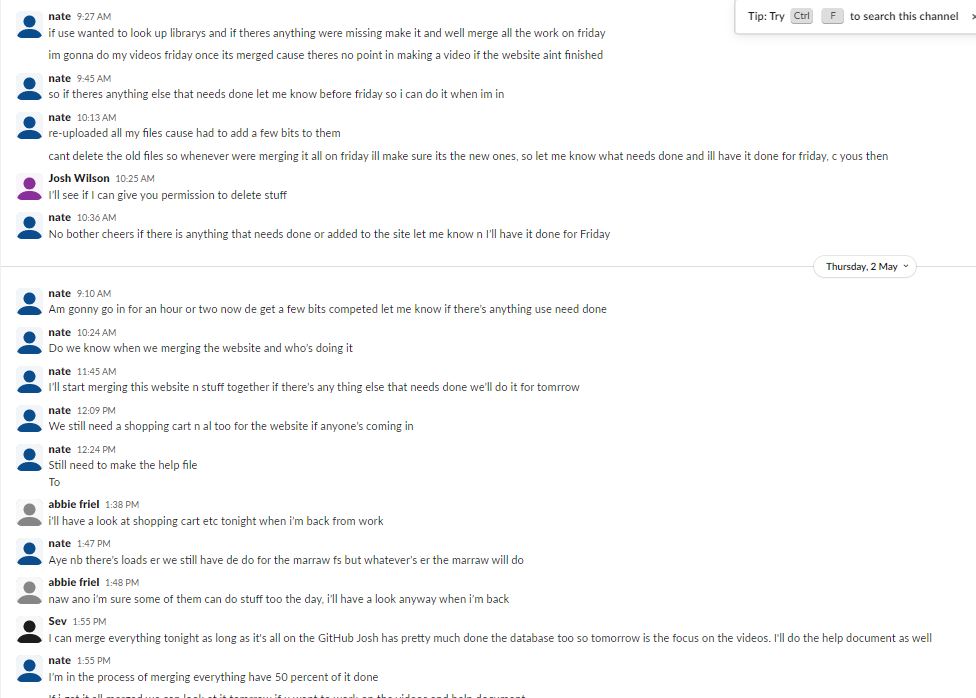 Tip: Try Ctrl F to search this channel ×
nate 9:27 AM
if use wanted to look up librarys and if theres anything were missing make it and well merge all the work on friday
im gonna do my videos friday once its merged cause theres no point in making a video if the website aint finished
nate 9:45 AM
so if theres anything else that needs done let me know before friday so i can do it when im in
nate 10:13 AM
re-uploaded all my files cause had to add a few bits to them
cant delete the old files so whenever were merging it all on friday ill make sure its the new ones, so let me know what needs done and ill have it done for friday, c yous then
Josh Wilson 10:25 AM
I'll see if I can give you permission to delete stuff
nate 10:36 AM
No bother cheers if there is anything that needs done or added to the site let me know n I'll have it done for Friday
Thursday, 2 May
nate 9:10 AM
Am gonny go in for an hour or two now de get a few bits competed let me know if there's anything use need done
nate 10:24 AM
Do we know when we merging the website and who's doing it
nate 11:45 AM
I'll start merging this website n stuff together if there's any thing else that needs done we'll do it for tomrrow
nate 12:09 PM
We still need a shopping cart n al too for the website if anyone's coming in
nate 12:24 PM
Still need to make the help file
To
abbie friel 1:38 PM
i'll have a look at shopping cart etc tonight when i'm back from work
nate 1:47 PM
Aye nb there's loads er we still have de do for the marraw fs but whatever's er the marraw will do
abbie friel 1:48 PM
naw ano i'm sure some of them can do stuff too the day, i'll have a look anyway when i'm back
Sev 1:55 PM
I can merge everything tonight as long as it's all on the GitHub Josh has pretty much done the database too so tomorrow is the focus on the videos. I'll do the help document as well
nate 1:55 PM
I'm in the process of merging everything have 50 percent of it done